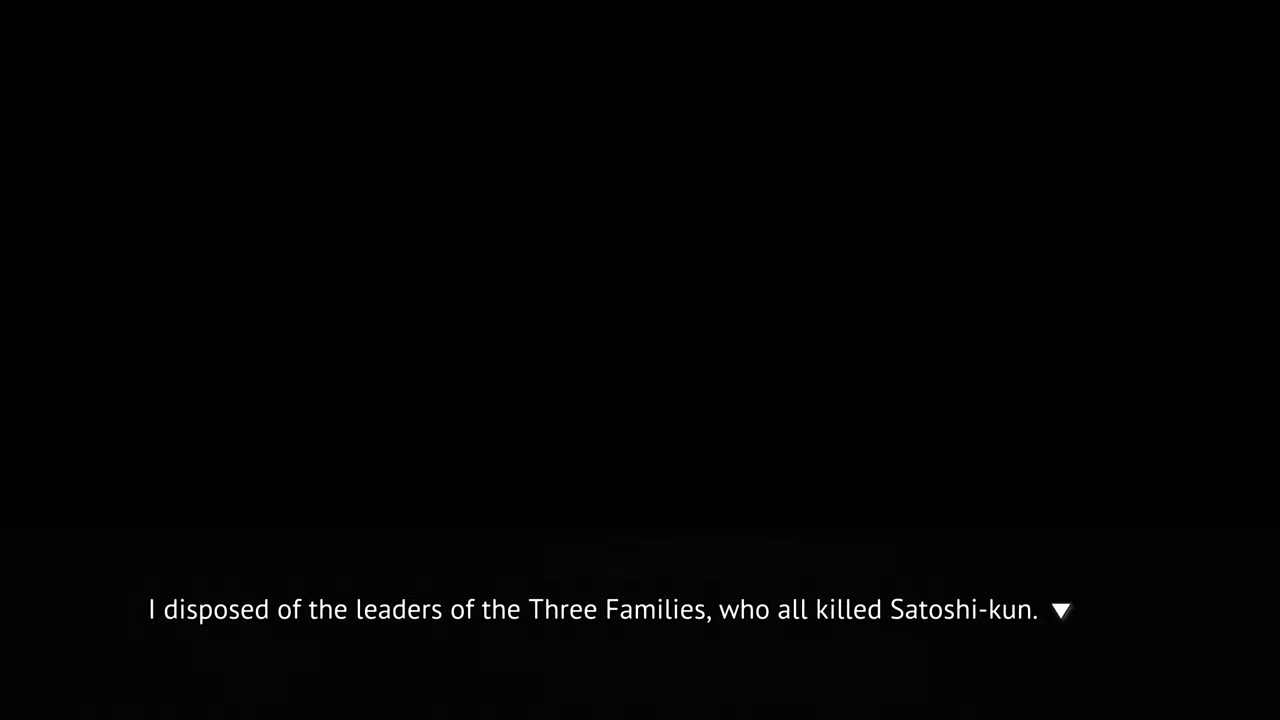 I disposed of the leaders of the Three Families, who all killed Satoshi-kun.